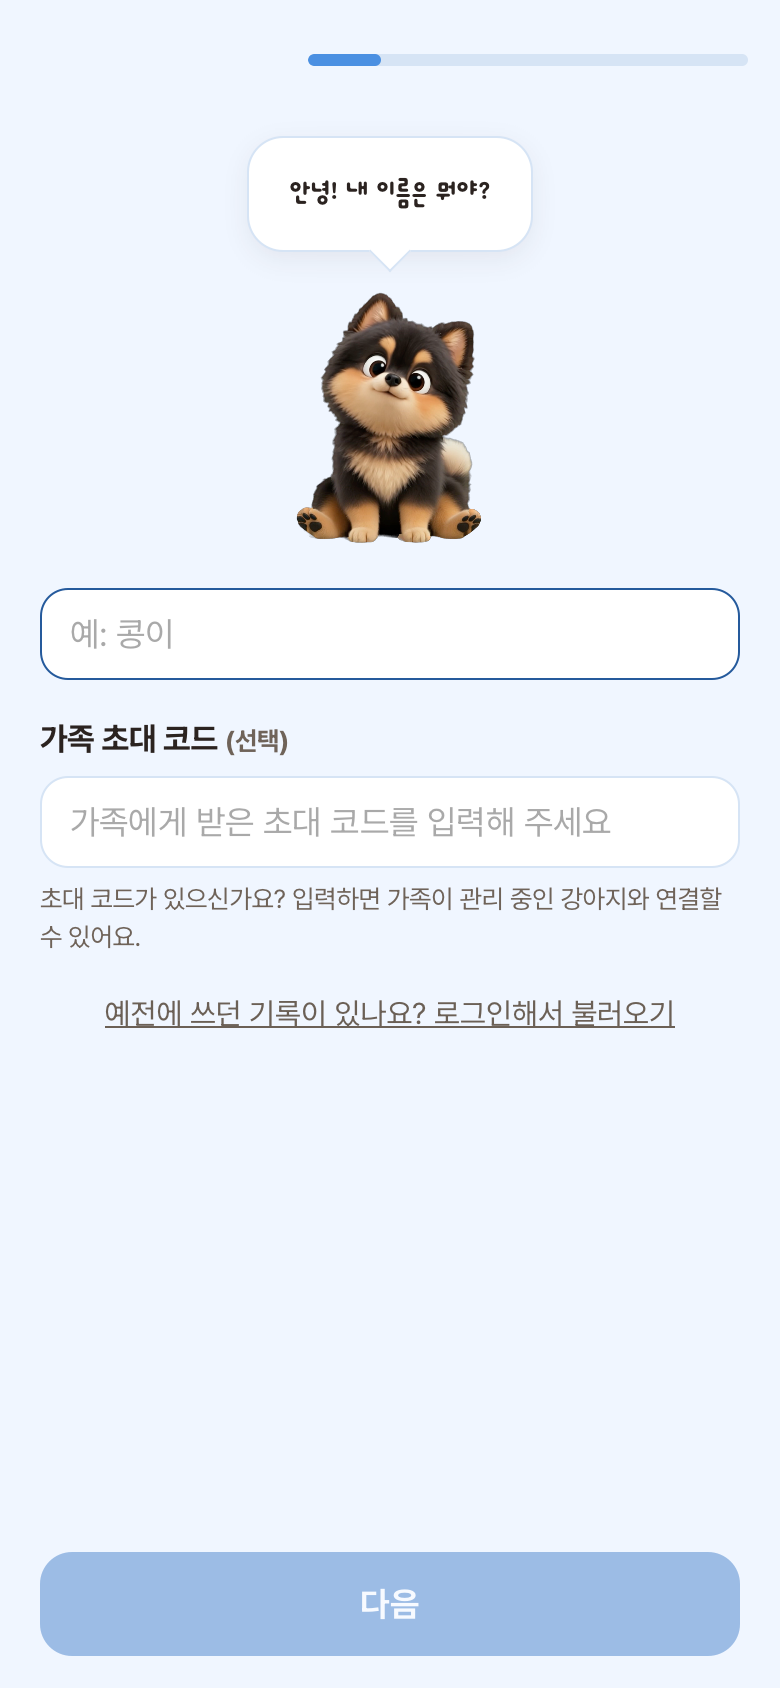 안녕! 내 이름은 뭐야?
예: 콩이
가족 초대 코드 (선택)
가족에게 받은 초대 코드를 입력해 주세요
초대 코드가 있으신가요? 입력하면 가족이 관리 중인 강아지와 연결할
수 있어요.
예전에 쓰던 기록이 있나요? 로그인해서 불러오기
다음